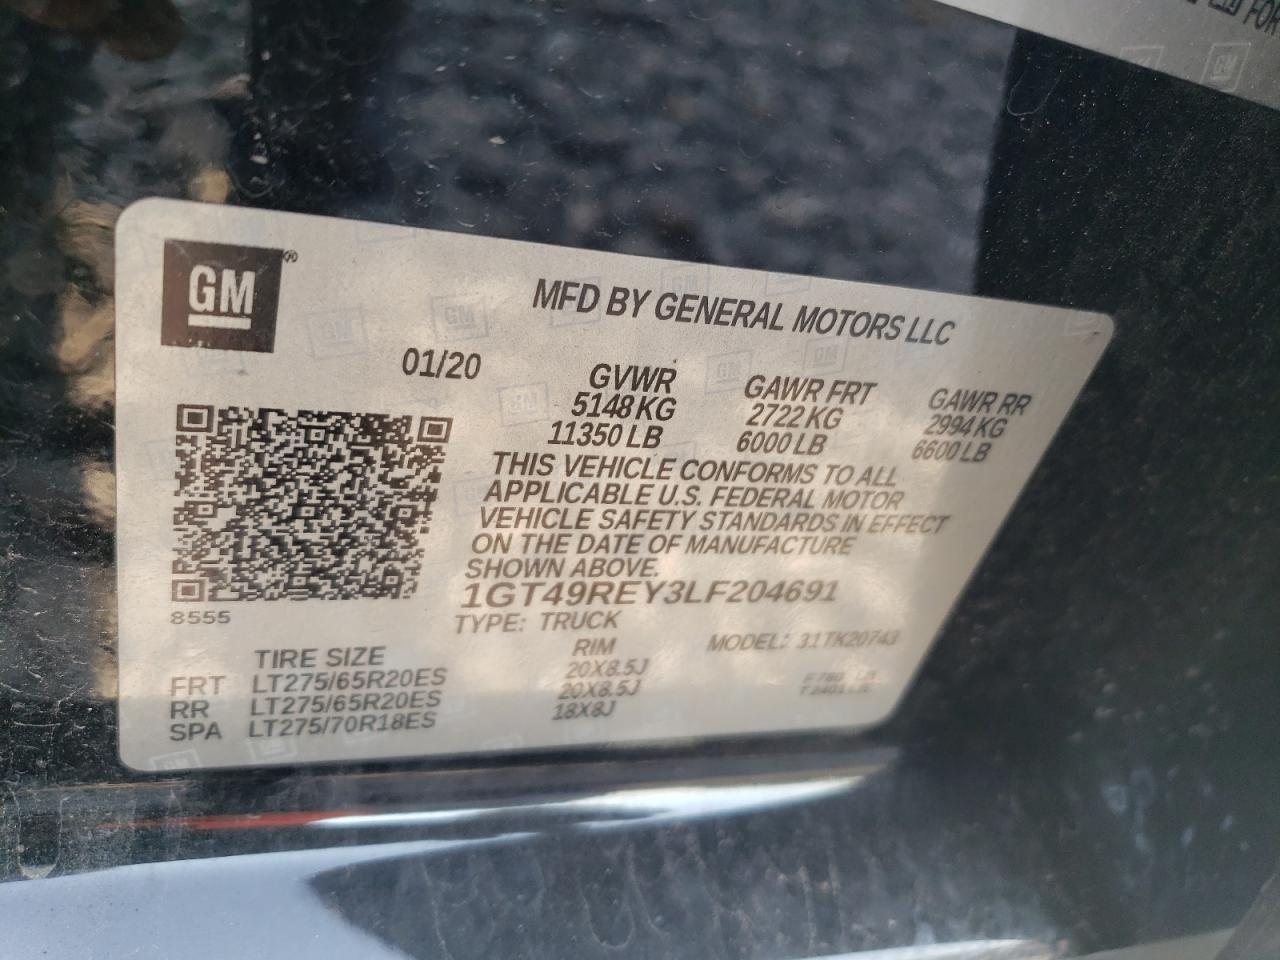 GM
MFD BY GENERAL MOTORS LLC
01/20
GVWR GAWR FRT GAWR RR
5148 KG 2722 KG 2994 KG
11350 LB 6000 LB 6600 LB
THIS VEHICLE CONFORMS TO ALL
APPLICABLE U.S. FEDERAL MOTOR
VEHICLE SAFETY STANDARDS IN EFFECT
ON THE DATE OF MANUFACTURE
SHOWN ABOVE.
1GT49REY3LF204691
8555
TYPE: TRUCK
MODEL: 31TK20743
TIRE SIZE RIM
FRT LT275/65R20ES 20X8.5J
RR LT275/65R20ES 20X8.5J
SPA LT275/70R18ES 18X8J